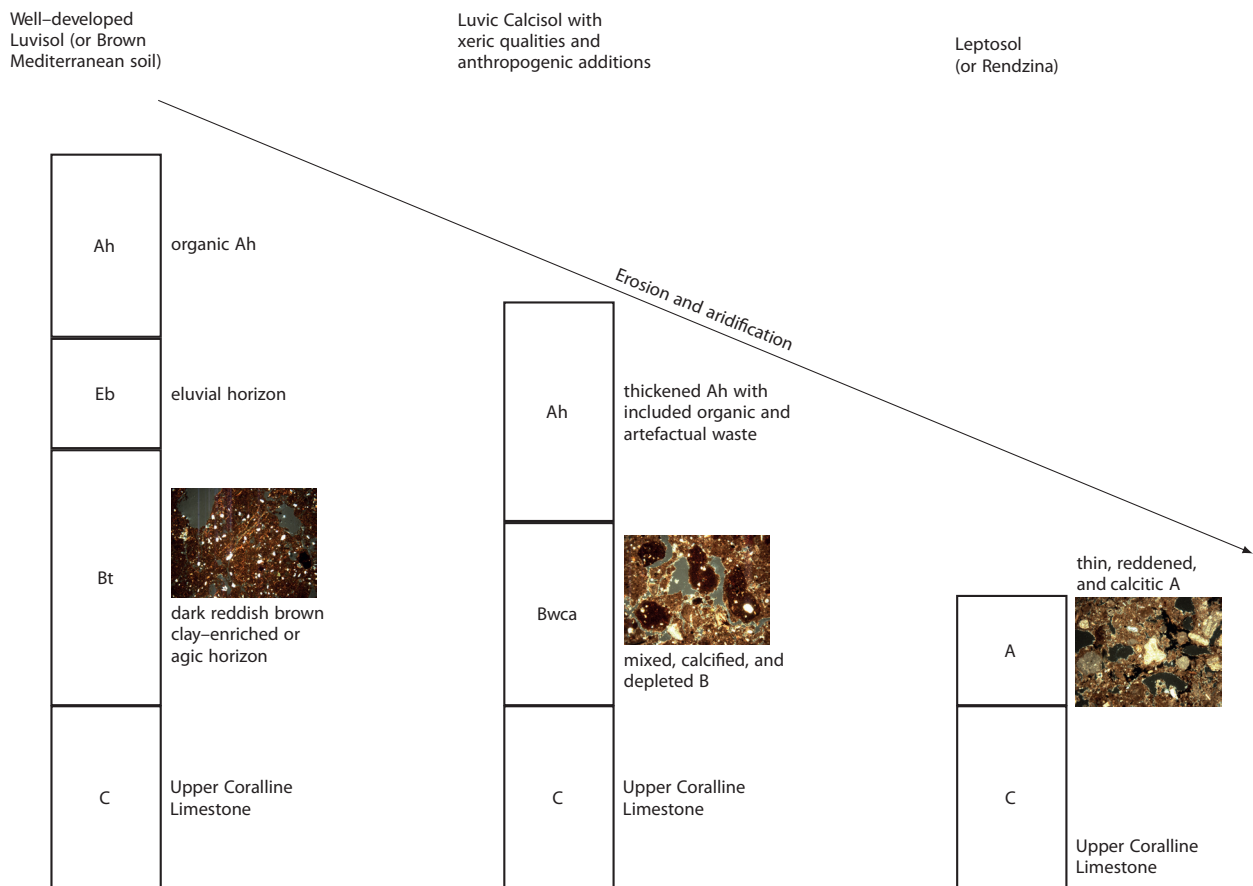 Well–developed
Luvisol (or Brown
Mediterranean soil)
Luvic Calcisol with
xeric qualities and
anthropogenic additions
Leptosol
(or Rendzina)
Erosion and aridification
Ah
organic Ah
Eb
eluvial horizon
Bt
dark reddish brown
clay–enriched or
agic horizon
C
Upper Coralline
Limestone
Ah
thickened Ah with
included organic and
artefactual waste
Bwca
mixed, calcified, and
depleted B
C
Upper Coralline
Limestone
thin, reddened,
and calcitic A
A
C
Upper Coralline
Limestone